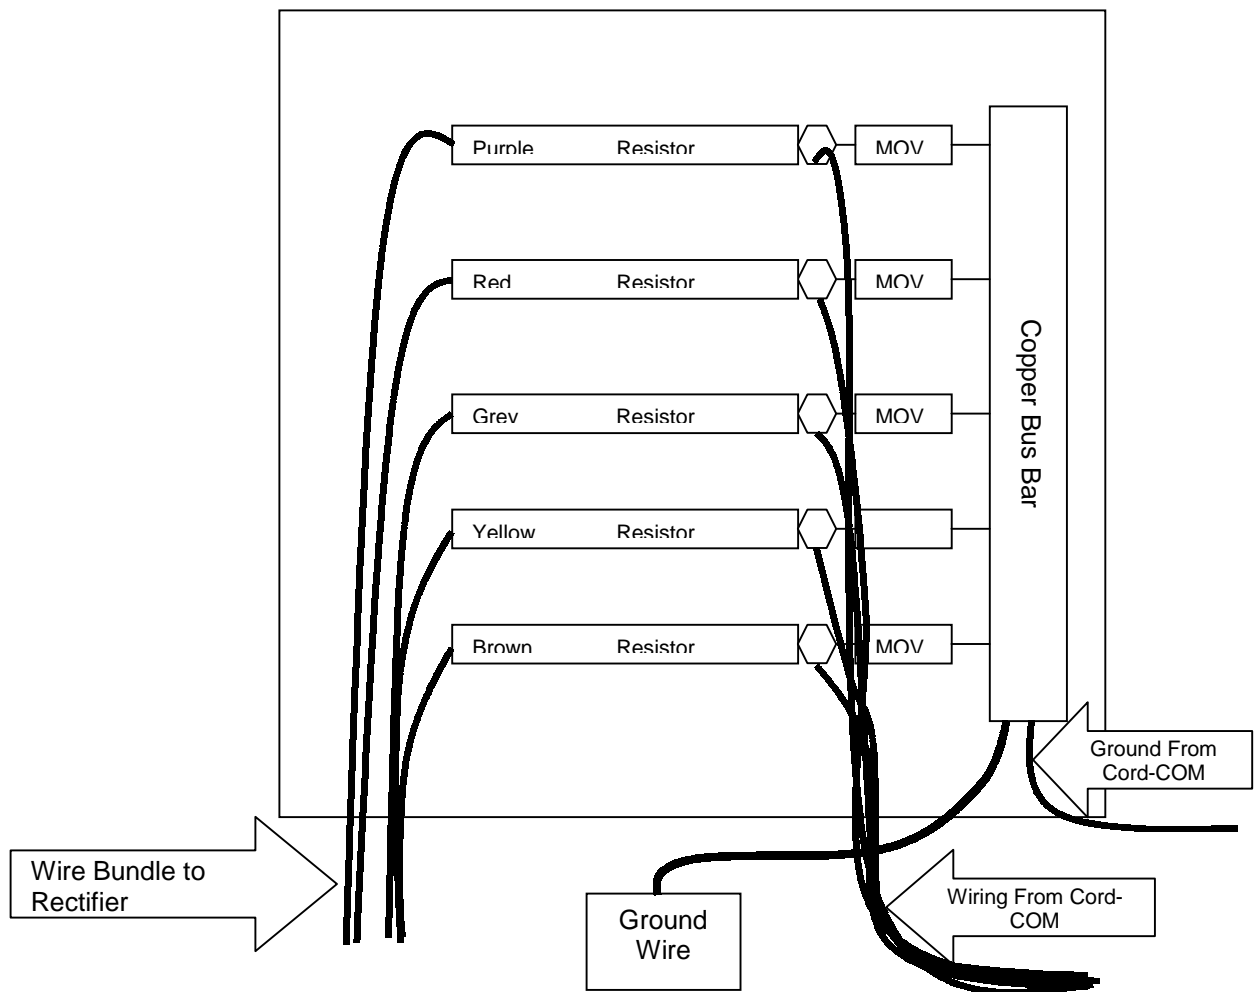 Purple Resistor MOV
Red Resistor MOV
Grey Resistor MOV
Yellow Resistor
Brown Resistor MOV
Copper Bus Bar
Ground From
Cord-COM
Wire Bundle to
Rectifier
Wiring From Cord-
COM
Ground
Wire